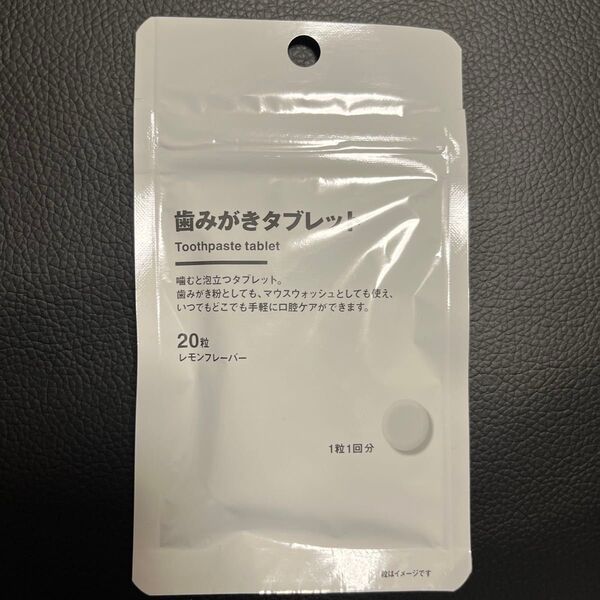 歯みがきタブレット
Toothpaste tablet
噛むと泡立つタブレット。
歯みがき粉としても、マウスウォッシュとしても使え、
いつでもどこでも手軽に口腔ケアができます。
20粒
レモンフレーバー
1粒1回分
粒はイメージです